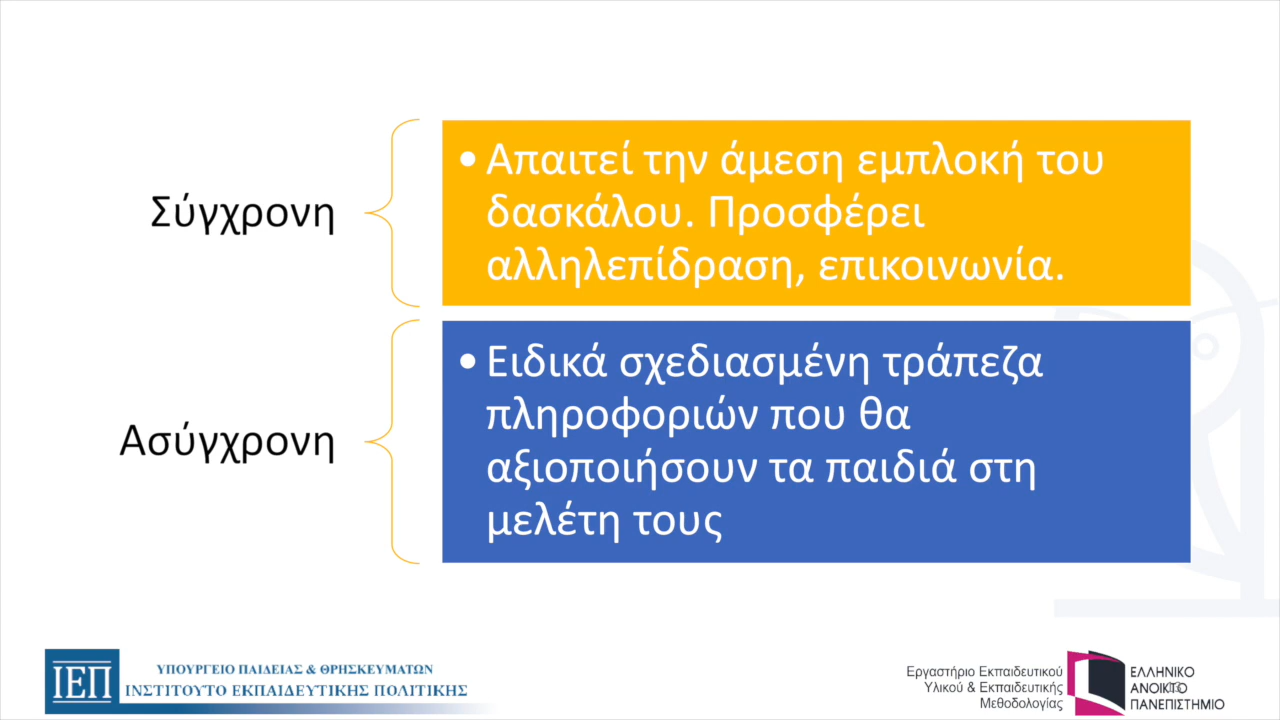 Σύγχρονη
• Απαιτεί την άμεση εμπλοκή του
δασκάλου. Προσφέρει
αλληλεπίδραση, επικοινωνία.
Ασύγχρονη
• Ειδικά σχεδιασμένη τράπεζα
πληροφοριών που θα
αξιοποιήσουν τα παιδιά στη
μελέτη τους
ΙΕΠ
ΥΠΟΥΡΓΕΙΟ ΠΑΙΔΕΙΑΣ & ΘΡΗΣΚΕΥΜΑΤΩΝ
ΙΝΣΤΙΤΟΥΤΟ ΕΚΠΑΙΔΕΥΤΙΚΗΣ ΠΟΛΙΤΙΚΗΣ
Εργαστήριο Εκπαιδευτικού
Υλικού & Εκπαιδευτικής
Μεθοδολογίας
ΕΛΛΗΝΙΚΟ
ΑΝΟΙΚΤΟ
ΠΑΝΕΠΙΣΤΗΜΙΟ